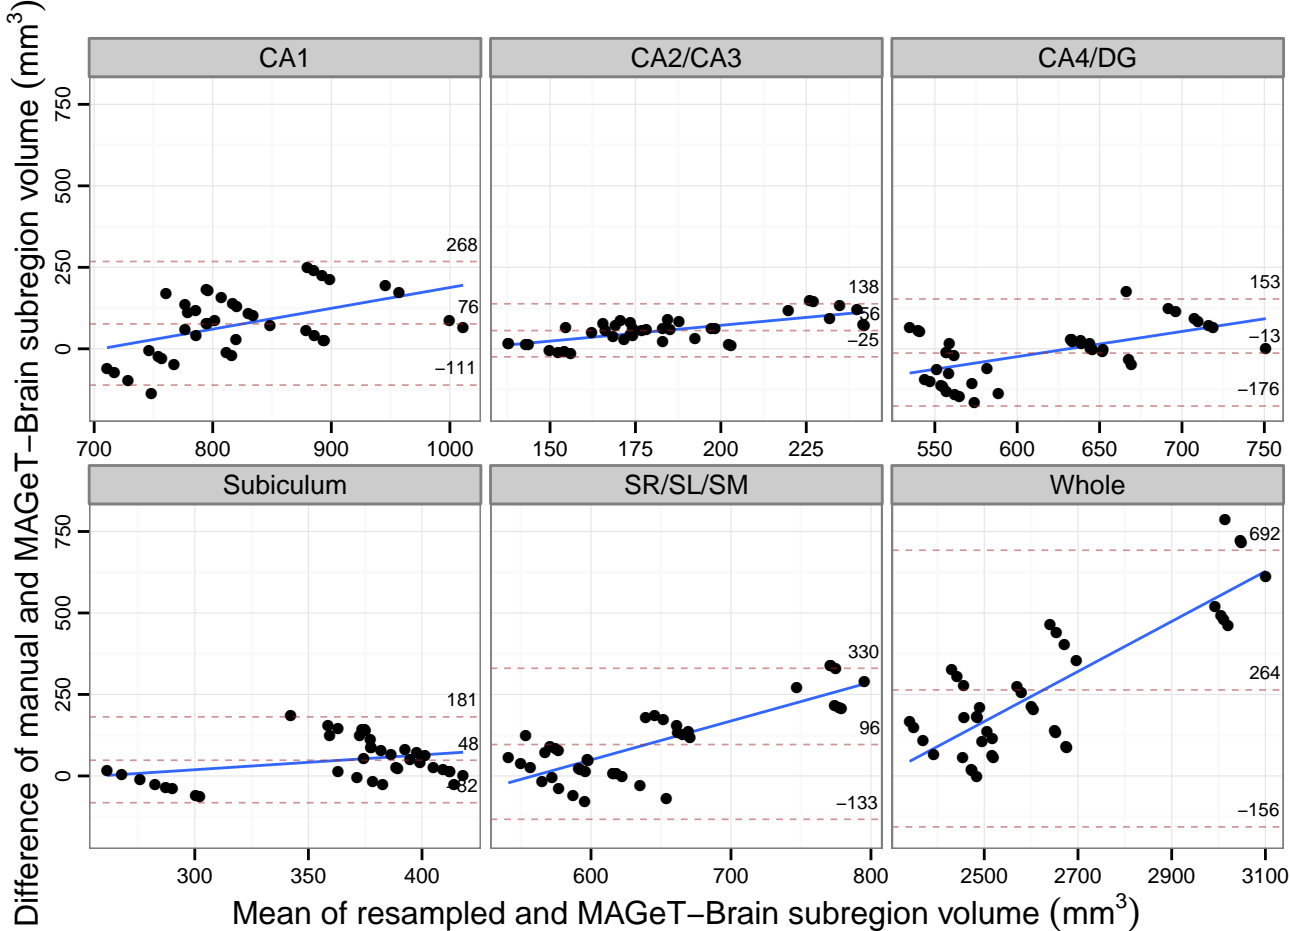 Difference of manual and MAGeT−Brain subregion volume (mm³)
CA1
CA2/CA3
CA4/DG
750
500
250
0
268
76
−111
138
56
−25
153
−13
−176
700 800 900 1000
150 175 200 225
550 600 650 700 750
Subiculum
SR/SL/SM
Whole
750
500
250
0
181
48
−82
330
96
−133
692
264
−156
300 350 400
600 700 800
2500 2700 2900 3100
Mean of resampled and MAGeT−Brain subregion volume (mm³)